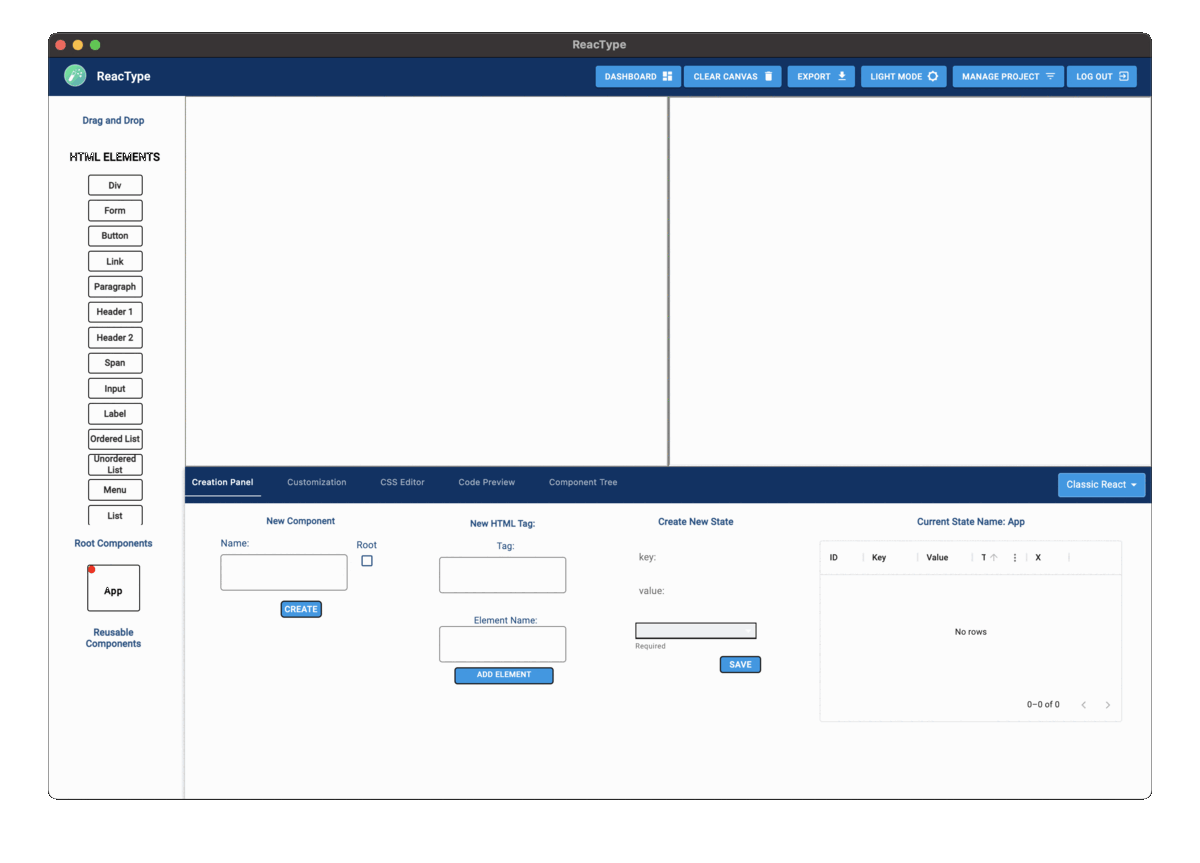 ReacType
ReacType
DASHBOARD
CLEAR CANVAS
EXPORT
LIGHT MODE
MANAGE PROJECT
LOG OUT
Drag and Drop
HTML ELEMENTS
Div
Form
Button
Link
Paragraph
Header 1
Header 2
Span
Input
Label
Ordered List
Unordered
List
Menu
List
Root Components
App
Reusable
Components
Creation Panel
Customization
CSS Editor
Code Preview
Component Tree
Classic React
New Component
Name:
Root
CREATE
New HTML Tag:
Tag:
Element Name:
ADD ELEMENT
Create New State
key:
value:
Required
SAVE
Current State Name: App
ID Key Value T X
No rows
0–0 of 0